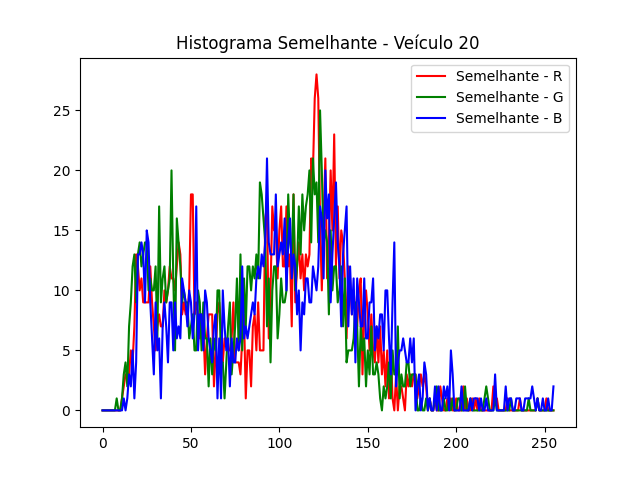 Histograma Semelhante - Veículo 20
Semelhante - R
Semelhante - G
Semelhante - B
25
20
15
10
5
0
0 50 100 150 200 250